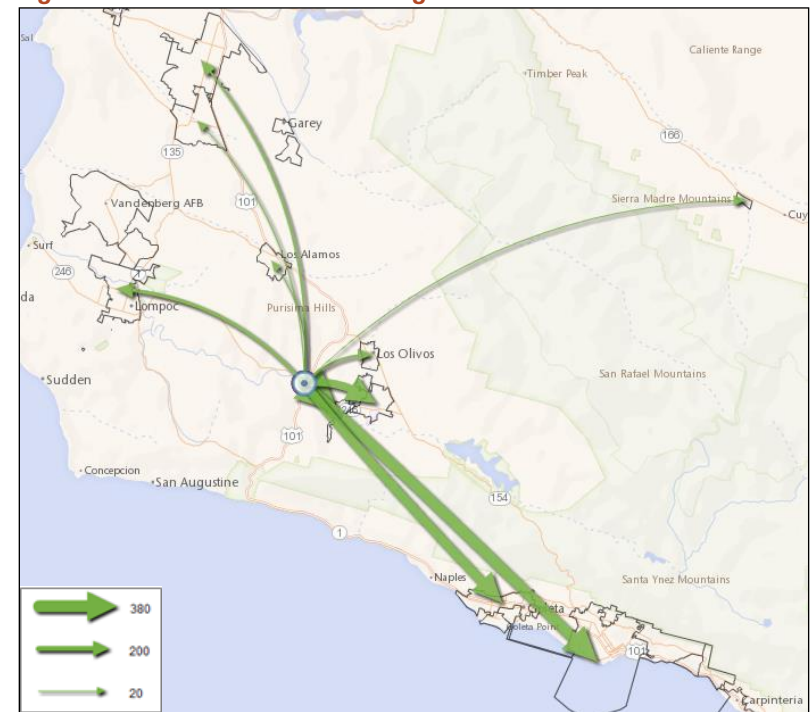 Sal
Caliente Range
Timber Peak
Garey
166
135
Vandenberg AFB
101
Sierra Madre Mountains
Cuy
Surf
Los Alamos
246
da
Lompoc
Purisima Hills
Los Olivos
Sudden
San Rafael Mountains
246
101
Concepcion
San Augustine
154
1
Naples
Santa Ynez Mountains
Goleta
Goleta Point
101
Carpinteria
380
200
20